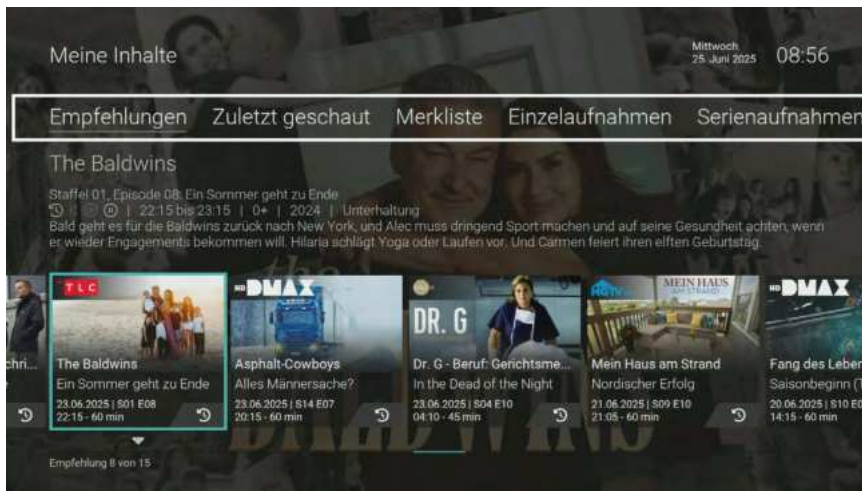 Meine Inhalte
Mittwoch
25. Juni 2025
08:56
Empfehlungen Zuletzt geschaut Merkliste Einzelaufnahmen Serienaufnahmen
The Baldwins
Staffel 01, Episode 08: Ein Sommer geht zu Ende
| 22:15 bis 23:15 | 0+ | 2024 | Unterhaltung
Bald geht es für die Baldwins zurück nach New York, und Alec muss dringend Sport machen und auf seine Gesundheit achten, wenn
er wieder Engagements bekommen will. Hilaria schlägt Yoga oder Laufen vor. Und Carmen feiert ihren elften Geburtstag.
chri...
TLC
The Baldwins
Ein Sommer geht zu Ende
23.06.2025 | S01 E08
22:15 - 60 min
HD DMAX
Asphalt-Cowboys
Alles Männersache?
23.06.2025 | S14 E07
20:15 - 60 min
DR. G
Dr. G - Beruf: Gerichtsme...
In the Dead of the Night
23.06.2025 | S04 E10
04:10 - 45 min
HGTV
MEIN HAUS
AM STRAND
Mein Haus am Strand
Nordischer Erfolg
21.06.2025 | S09 E10
21:05 - 60 min
HD DMAX
Fang des Leben
Saisonbeginn (
20.06.2025 | S10 E0
14:15 - 60 min
BALDWINS
Empfehlung 8 von 15